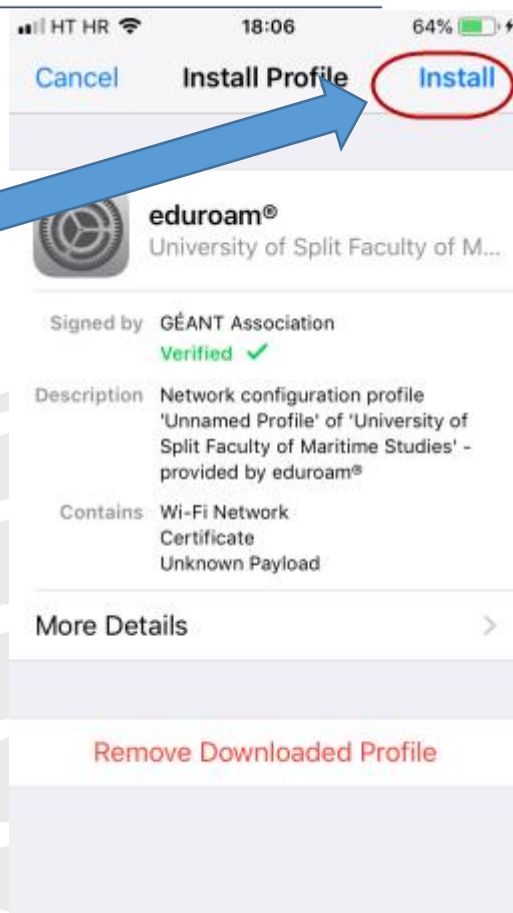 HT HR 18:06 64%
Cancel Install Profile Install
eduroam®
University of Split Faculty of M...
Signed by GÉANT Association
Verified ✓
Description Network configuration profile
'Unnamed Profile' of 'University of
Split Faculty of Maritime Studies' -
provided by eduroam®
Contains Wi-Fi Network
Certificate
Unknown Payload
More Details
Remove Downloaded Profile